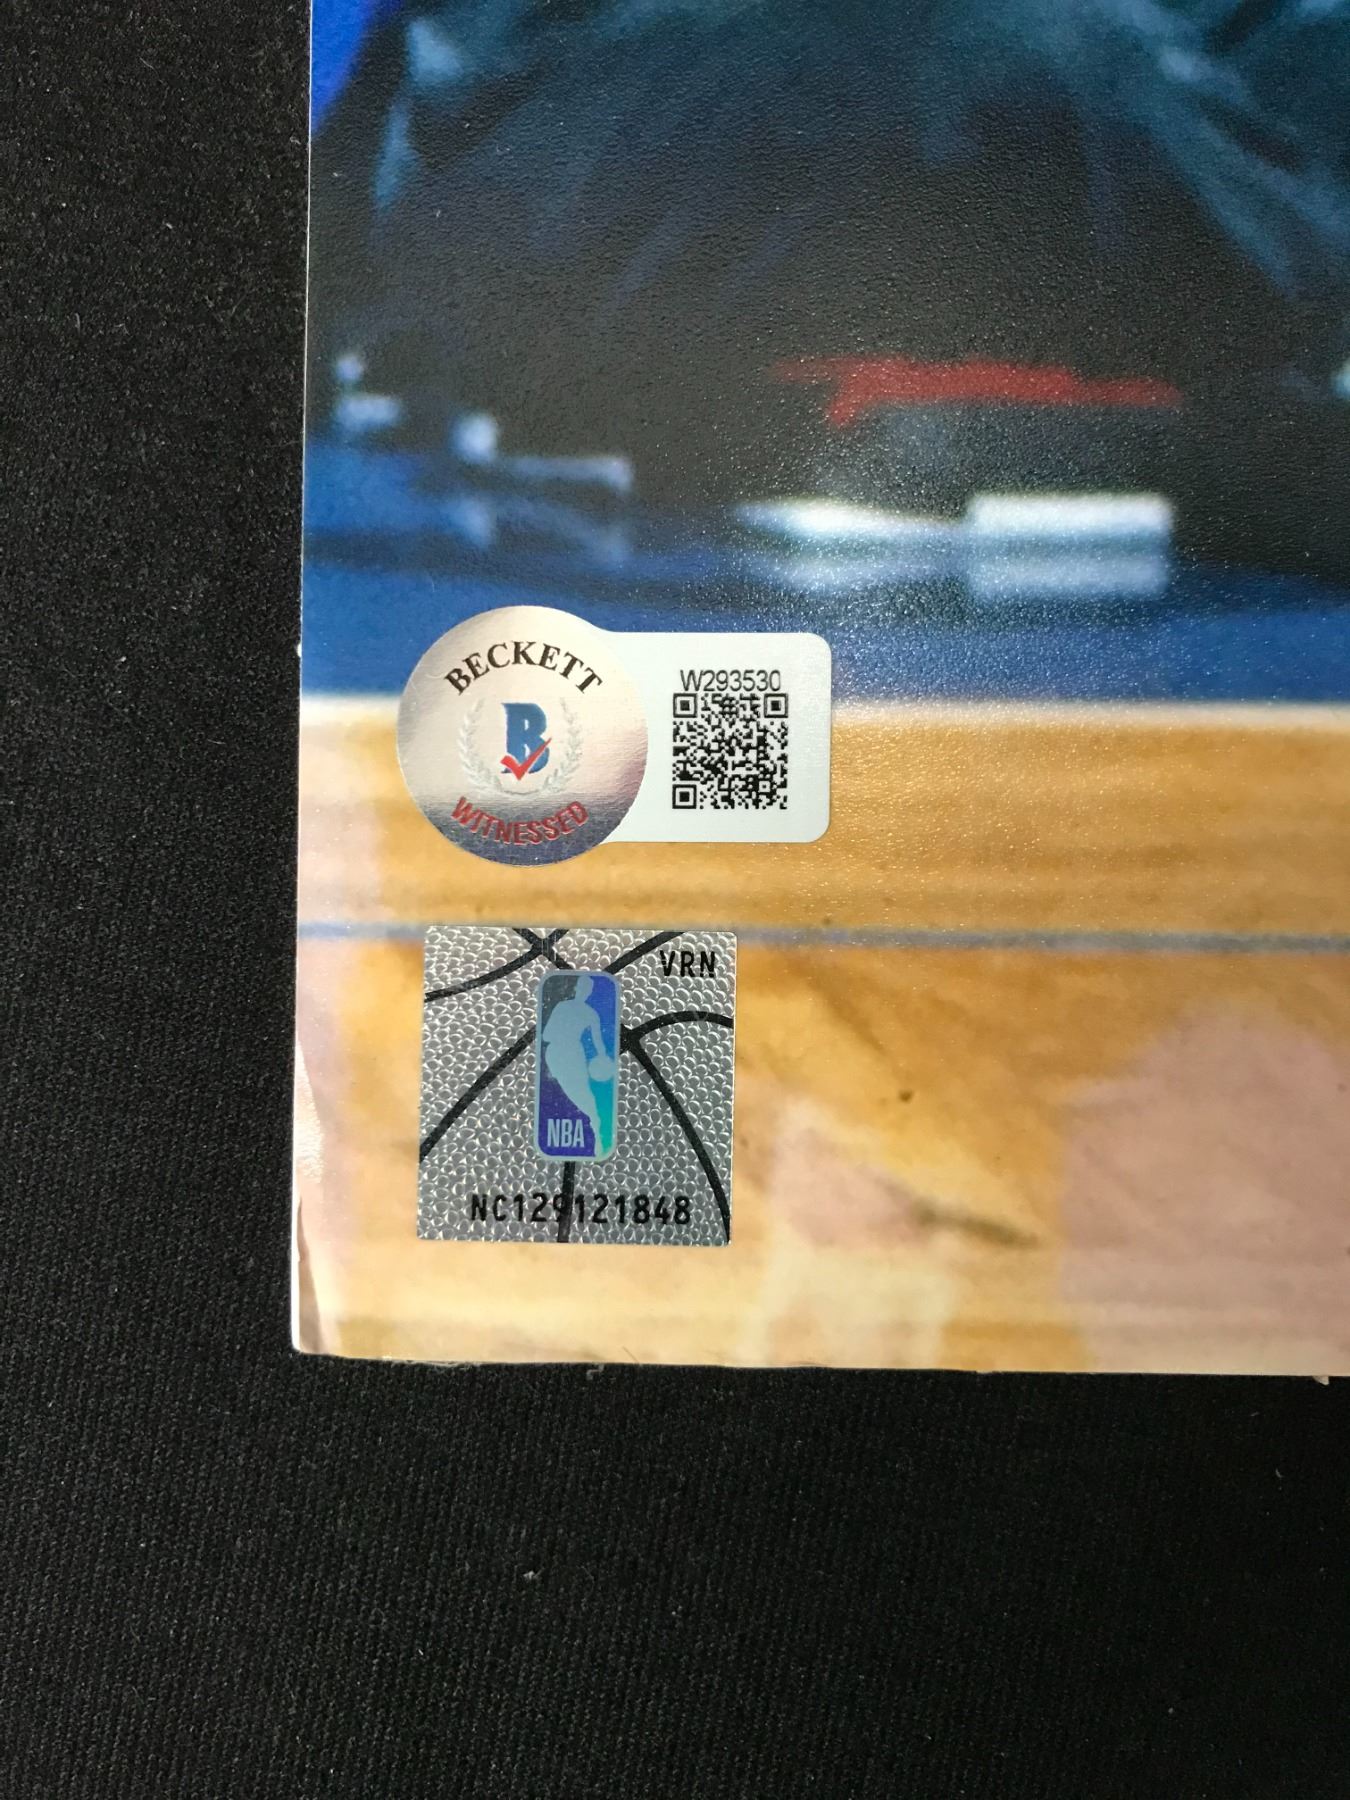 BECKETT
B
WITNESSED
W293530
VRN
NBA
NC129121848